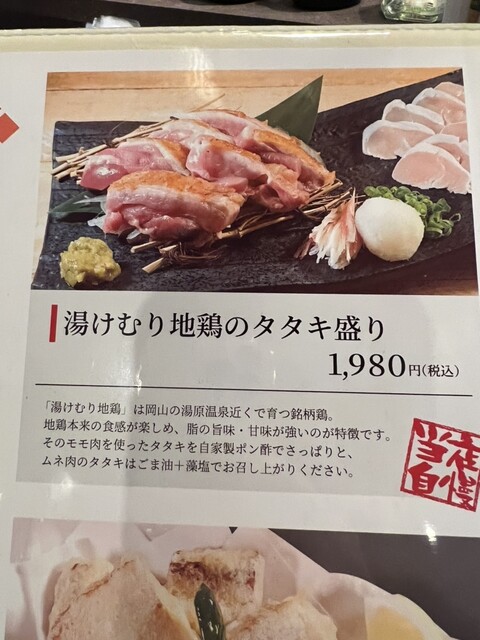 湯けむり地鶏のタタキ盛り
1,980円(税込)
「湯けむり地鶏」は岡山の湯原温泉近くで育つ銘柄鶏。
地鶏本来の食感が楽しめ、脂の旨味・甘味が強いのが特徴です。
そのモモ肉を使ったタタキを自家製ポン酢でさっぱりと、
ムネ肉のタタキはごま油＋藻塩でお召し上がりください。
当店
自慢